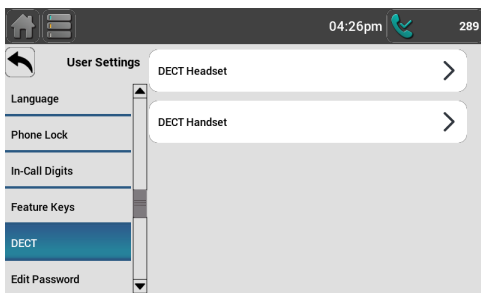 04:26pm 289
User Settings
Language
Phone Lock
In-Call Digits
Feature Keys
DECT
Edit Password
DECT Headset
DECT Handset